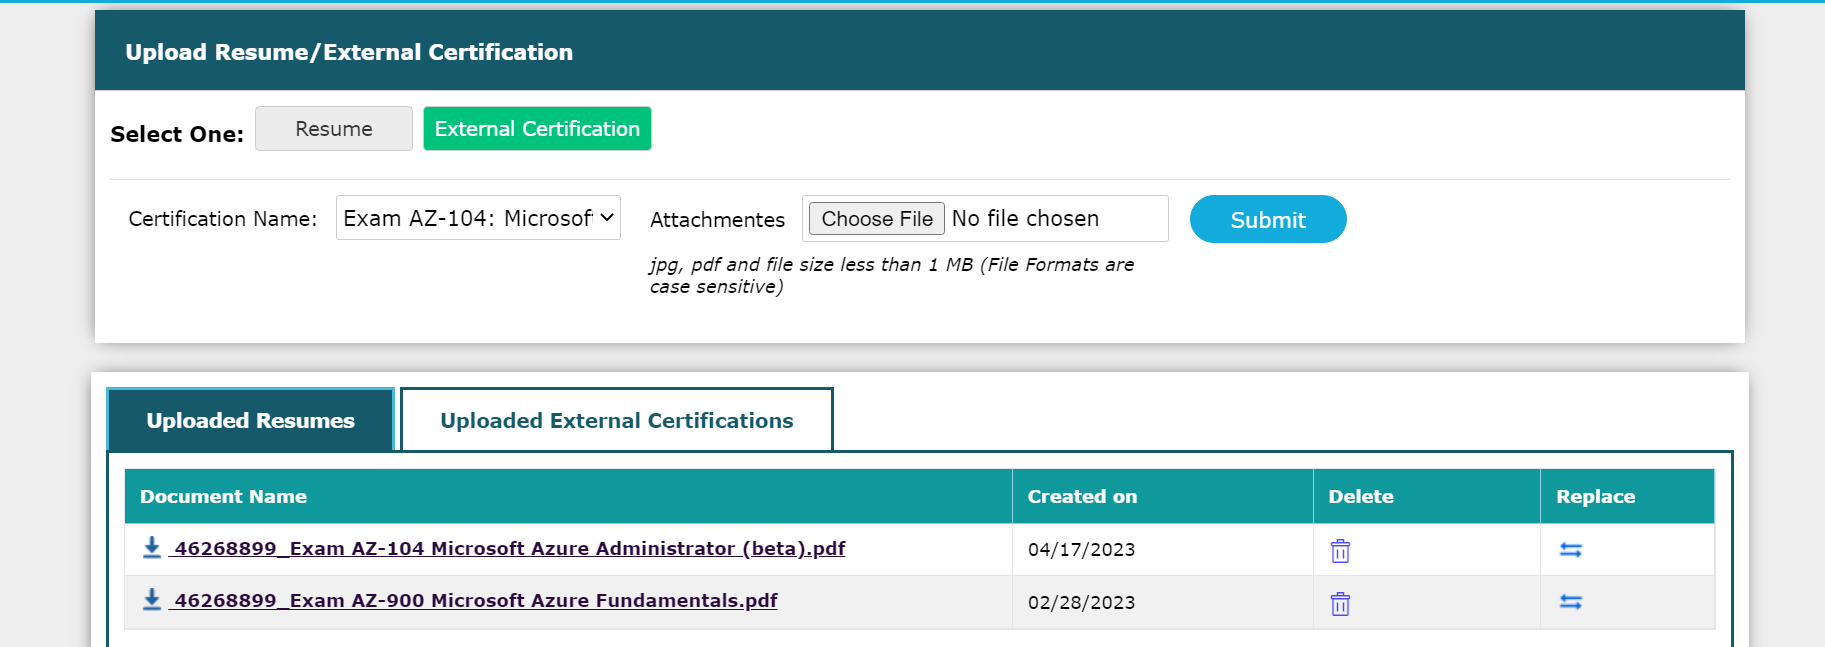 Upload Resume/External Certification
Select One: Resume External Certification
Certification Name: Exam AZ-104: Microsof Attachmentes Choose File No file chosen Submit
jpg, pdf and file size less than 1 MB (File Formats are
case sensitive)
Uploaded Resumes Uploaded External Certifications
Document Name Created on Delete Replace
46268899_Exam AZ-104 Microsoft Azure Administrator (beta).pdf 04/17/2023
46268899_Exam AZ-900 Microsoft Azure Fundamentals.pdf 02/28/2023